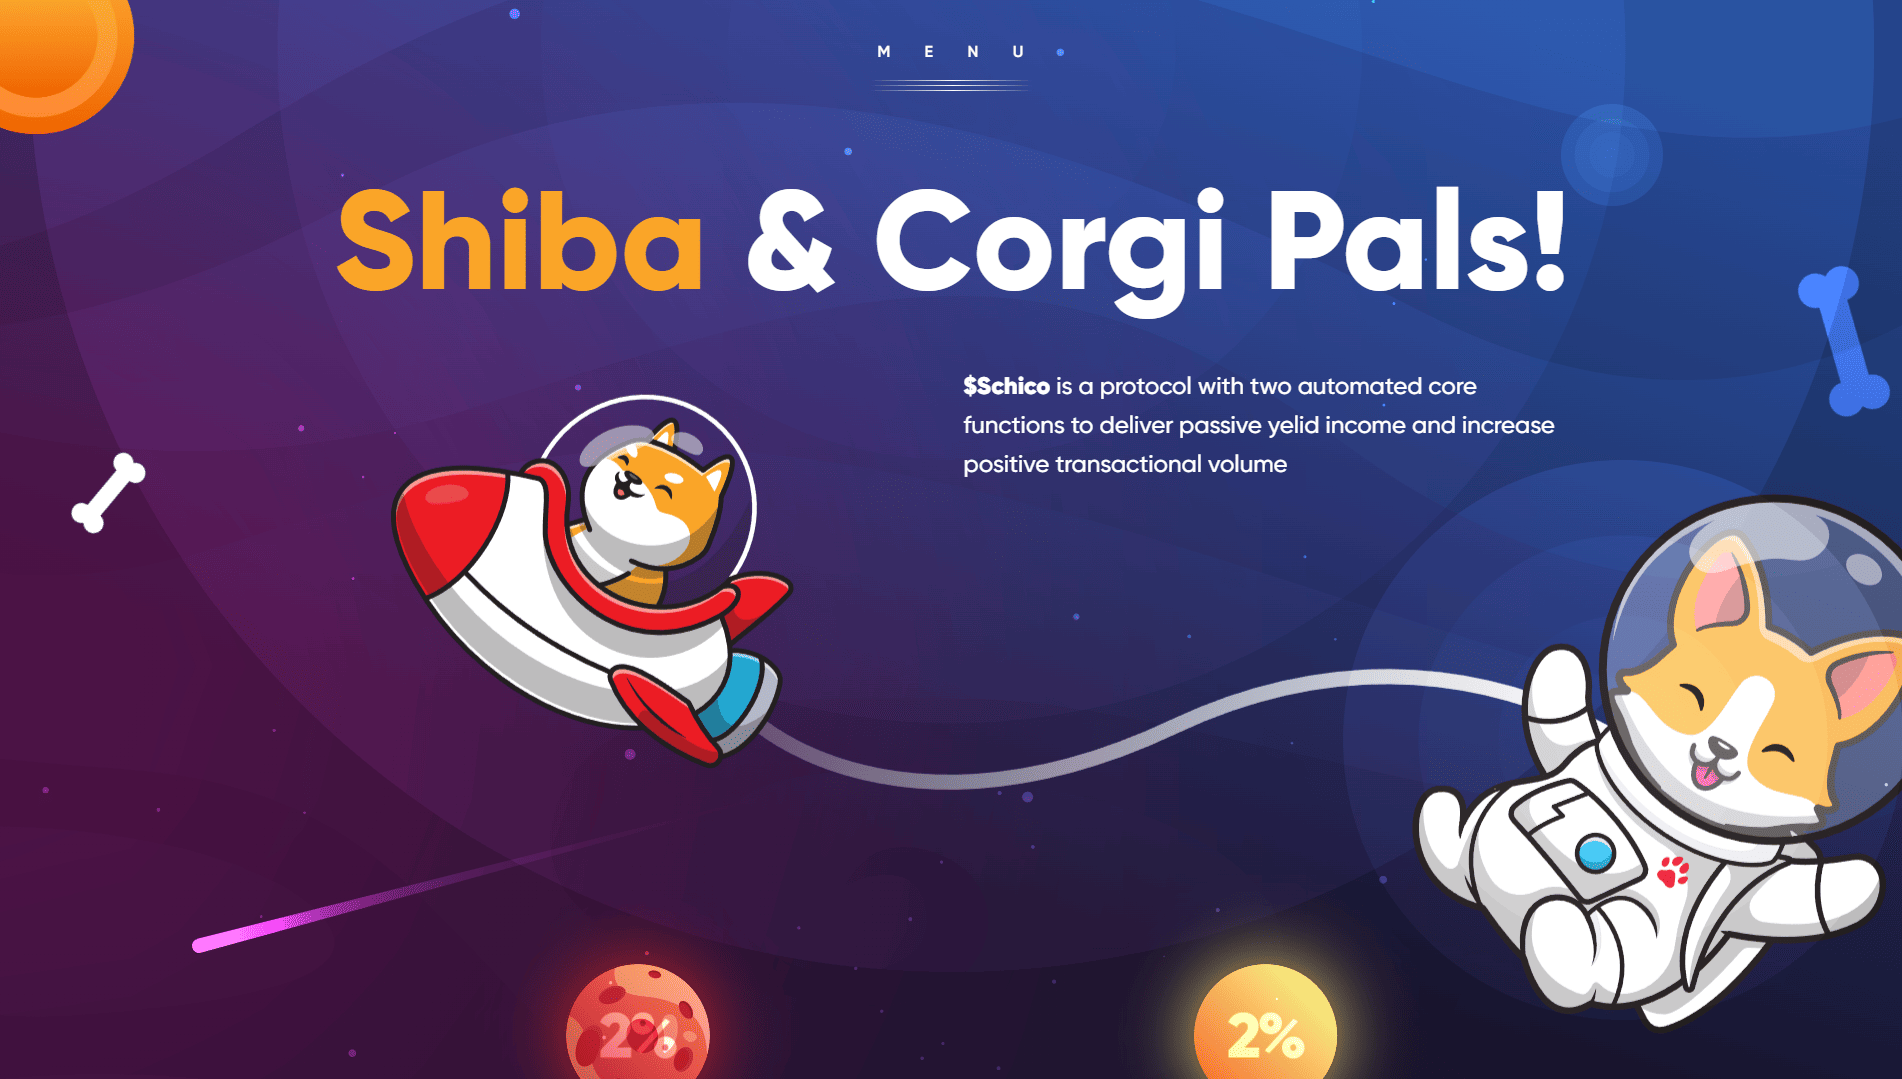 M E N U
Shiba & Corgi Pals!
$Schico is a protocol with two automated core
functions to deliver passive yelid income and increase
positive transactional volume
2%
2%